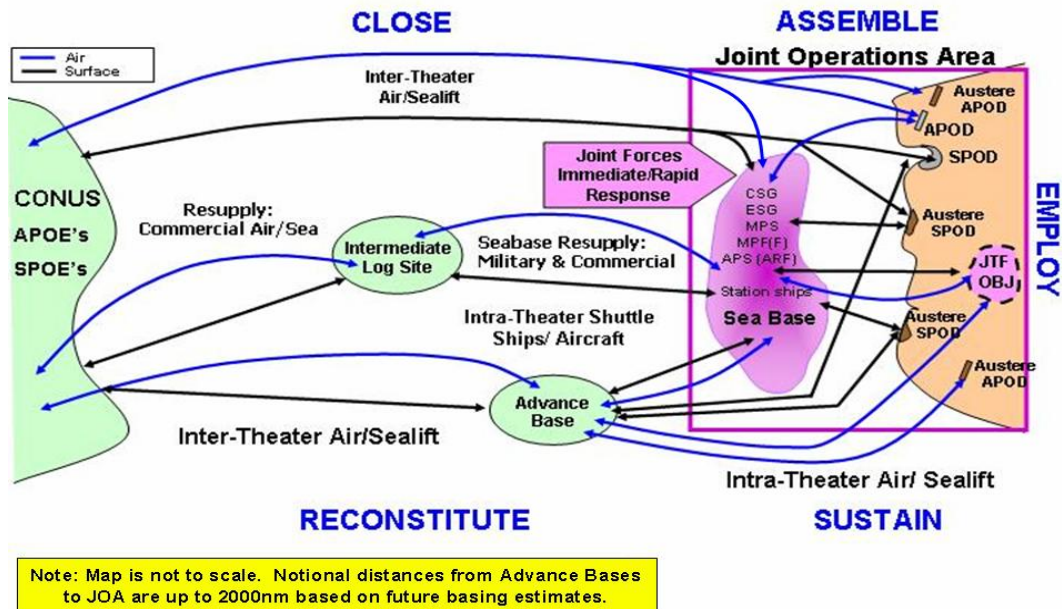 CLOSE
ASSEMBLE
Air
Surface
Joint Operations Area
Inter-Theater
Air/Sealift
Austere
APOD
APOD
SPOD
Joint Forces
Immediate/Rapid
Response
CONUS
APOE's
SPOE's
Resupply:
Commercial Air/Sea
Intermediate
Log Site
Seabase Resupply:
Military & Commercial
CSG
ESG
MPS
MPF(F)
APS (ARF)
Station ships
Sea Base
Austere
SPOD
JTF
OBJ
EMPLOY
Intra-Theater Shuttle
Ships/ Aircraft
Austere
SPOD
Austere
APOD
Advance
Base
Inter-Theater Air/Sealift
Intra-Theater Air/ Sealift
RECONSTITUTE
SUSTAIN
Note: Map is not to scale. Notional distances from Advance Bases
to JOA are up to 2000nm based on future basing estimates.